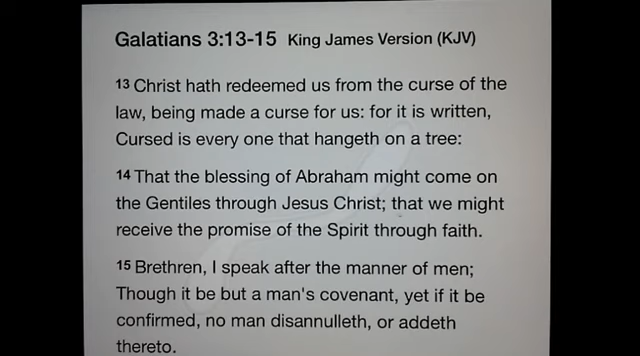 Galatians 3:13-15 King James Version (KJV)
13 Christ hath redeemed us from the curse of the
law, being made a curse for us: for it is written,
Cursed is every one that hangeth on a tree:
14 That the blessing of Abraham might come on
the Gentiles through Jesus Christ; that we might
receive the promise of the Spirit through faith.
15 Brethren, I speak after the manner of men;
Though it be but a man's covenant, yet if it be
confirmed, no man disannulleth, or addeth
thereto.